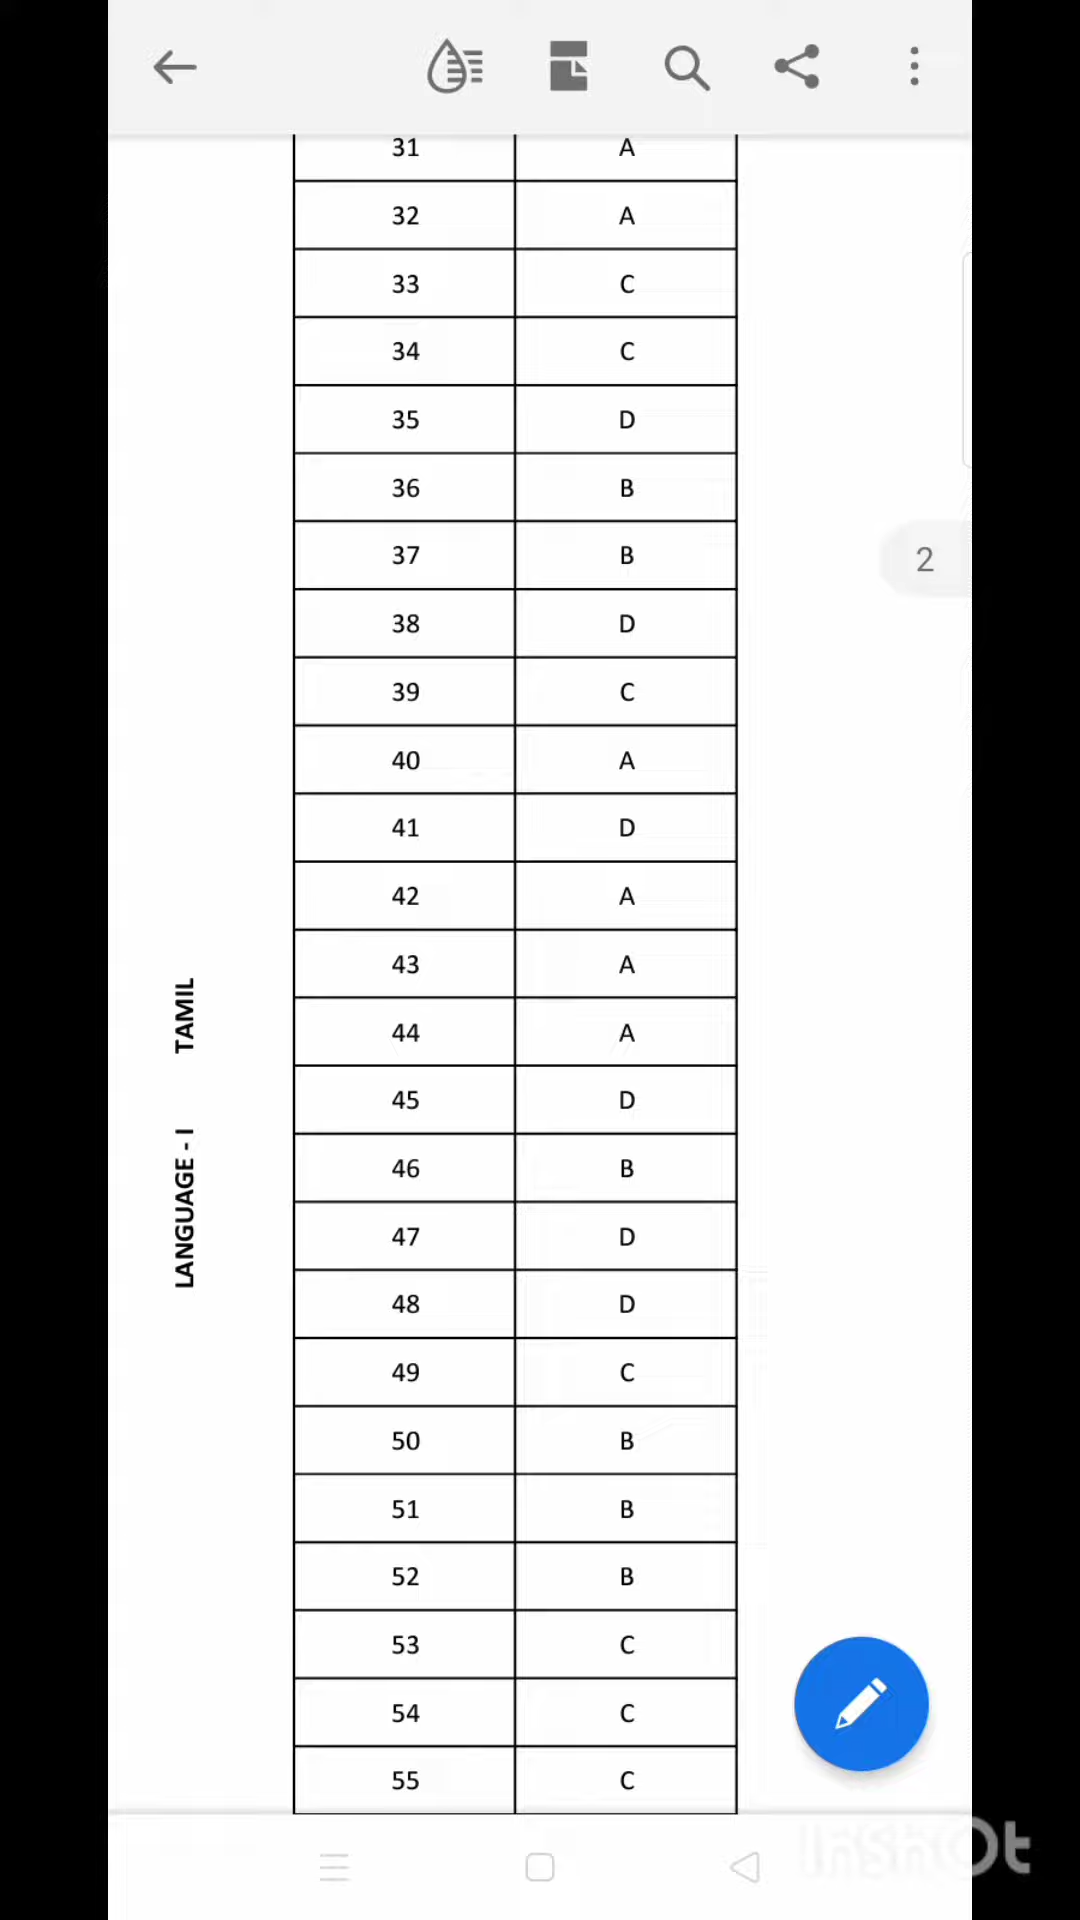 31 A
32 A
33 C
34 C
35 D
36 B
37 B
38 D
39 C
40 A
41 D
42 A
43 A
44 A
45 D
46 B
47 D
48 D
49 C
50 B
51 B
52 B
53 C
54 C
55 C
LANGUAGE - I TAMIL
2
InShOt